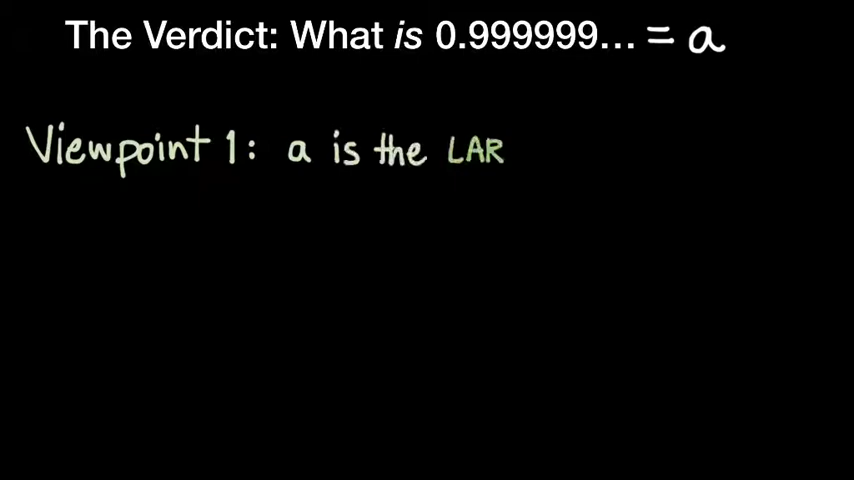 The Verdict: What is 0.999999... = a
Viewpoint 1: a is the LAR